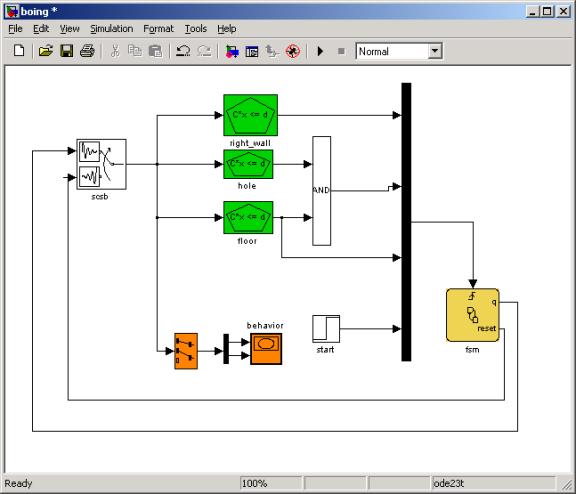 boing *
File Edit View Simulation Format Tools Help
Normal
C*x <= d
right_wall
C*x <= d
hole
AND
C*x <= d
floor
scsb
behavior
start
q
reset
fsm
Ready 100% ode23t